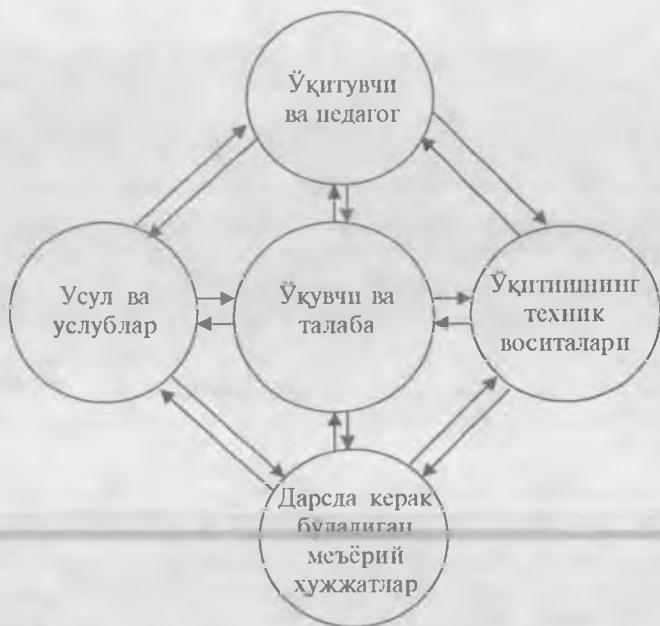 Ўқитувчи
ва педагог
Усул ва
услублар
Ўқувчи ва
талаба
Ўқитишнинг
техник
воситалари
Дарсда керак
бўладиган
меъёрий
хужжатлар